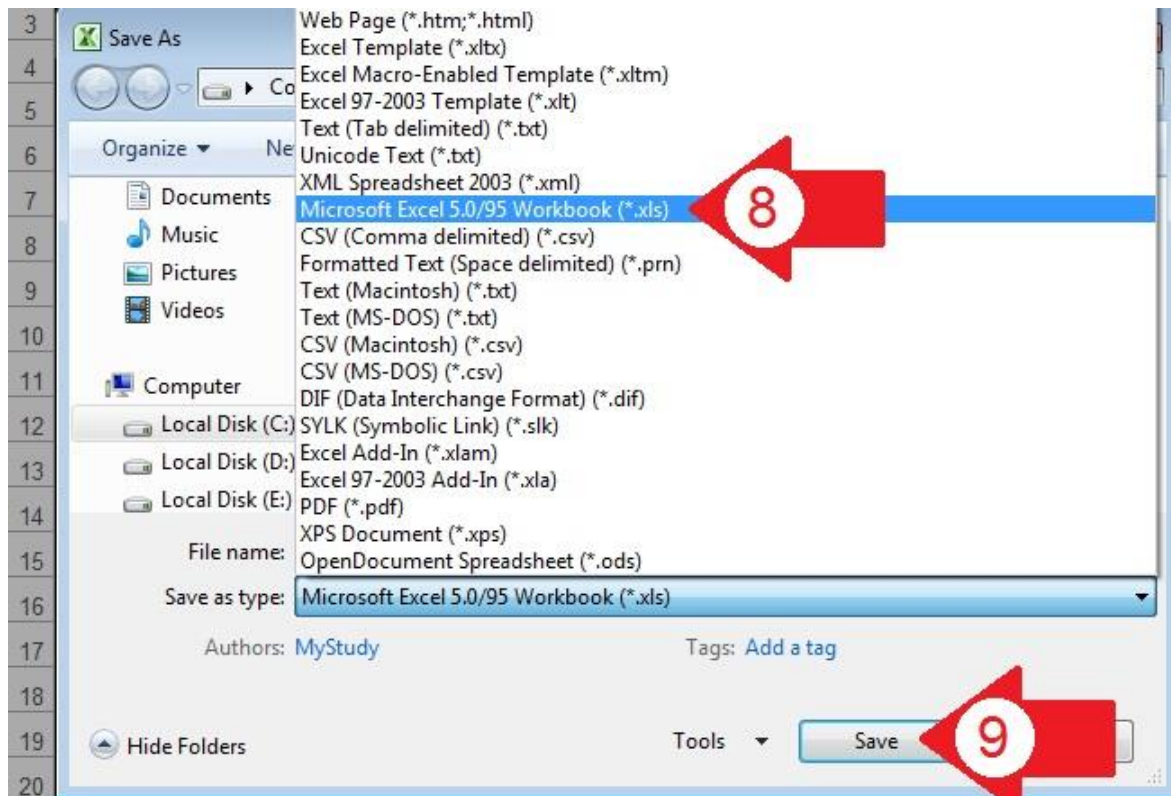 3
Save As
Web Page (*.htm;*.html)
Excel Template (*.xltx)
4
Excel Macro-Enabled Template (*.xltm)
Co
5
Excel 97-2003 Template (*.xlt)
Text (Tab delimited) (*.txt)
6
Organize
Ne
Unicode Text (*.txt)
XML Spreadsheet 2003 (*.xml)
7
Documents
Microsoft Excel 5.0/95 Workbook (*.xls)
8
8
Music
CSV (Comma delimited) (*.csv)
Formatted Text (Space delimited) (*.prn)
9
Pictures
Text (Macintosh) (*.txt)
Videos
Text (MS-DOS) (*.txt)
10
CSV (Macintosh) (*.csv)
CSV (MS-DOS) (*.csv)
11
Computer
DIF (Data Interchange Format) (*.dif)
12
Local Disk (C:)
SYLK (Symbolic Link) (*.slk)
Excel Add-In (*.xlam)
13
Local Disk (D:)
Excel 97-2003 Add-In (*.xla)
Local Disk (E:)
PDF (*.pdf)
14
XPS Document (*.xps)
15
File name:
OpenDocument Spreadsheet (*.ods)
16
Save as type: Microsoft Excel 5.0/95 Workbook (*.xls)
17
Authors: MyStudy
Tags: Add a tag
18
19
Hide Folders
Tools
Save
9
20